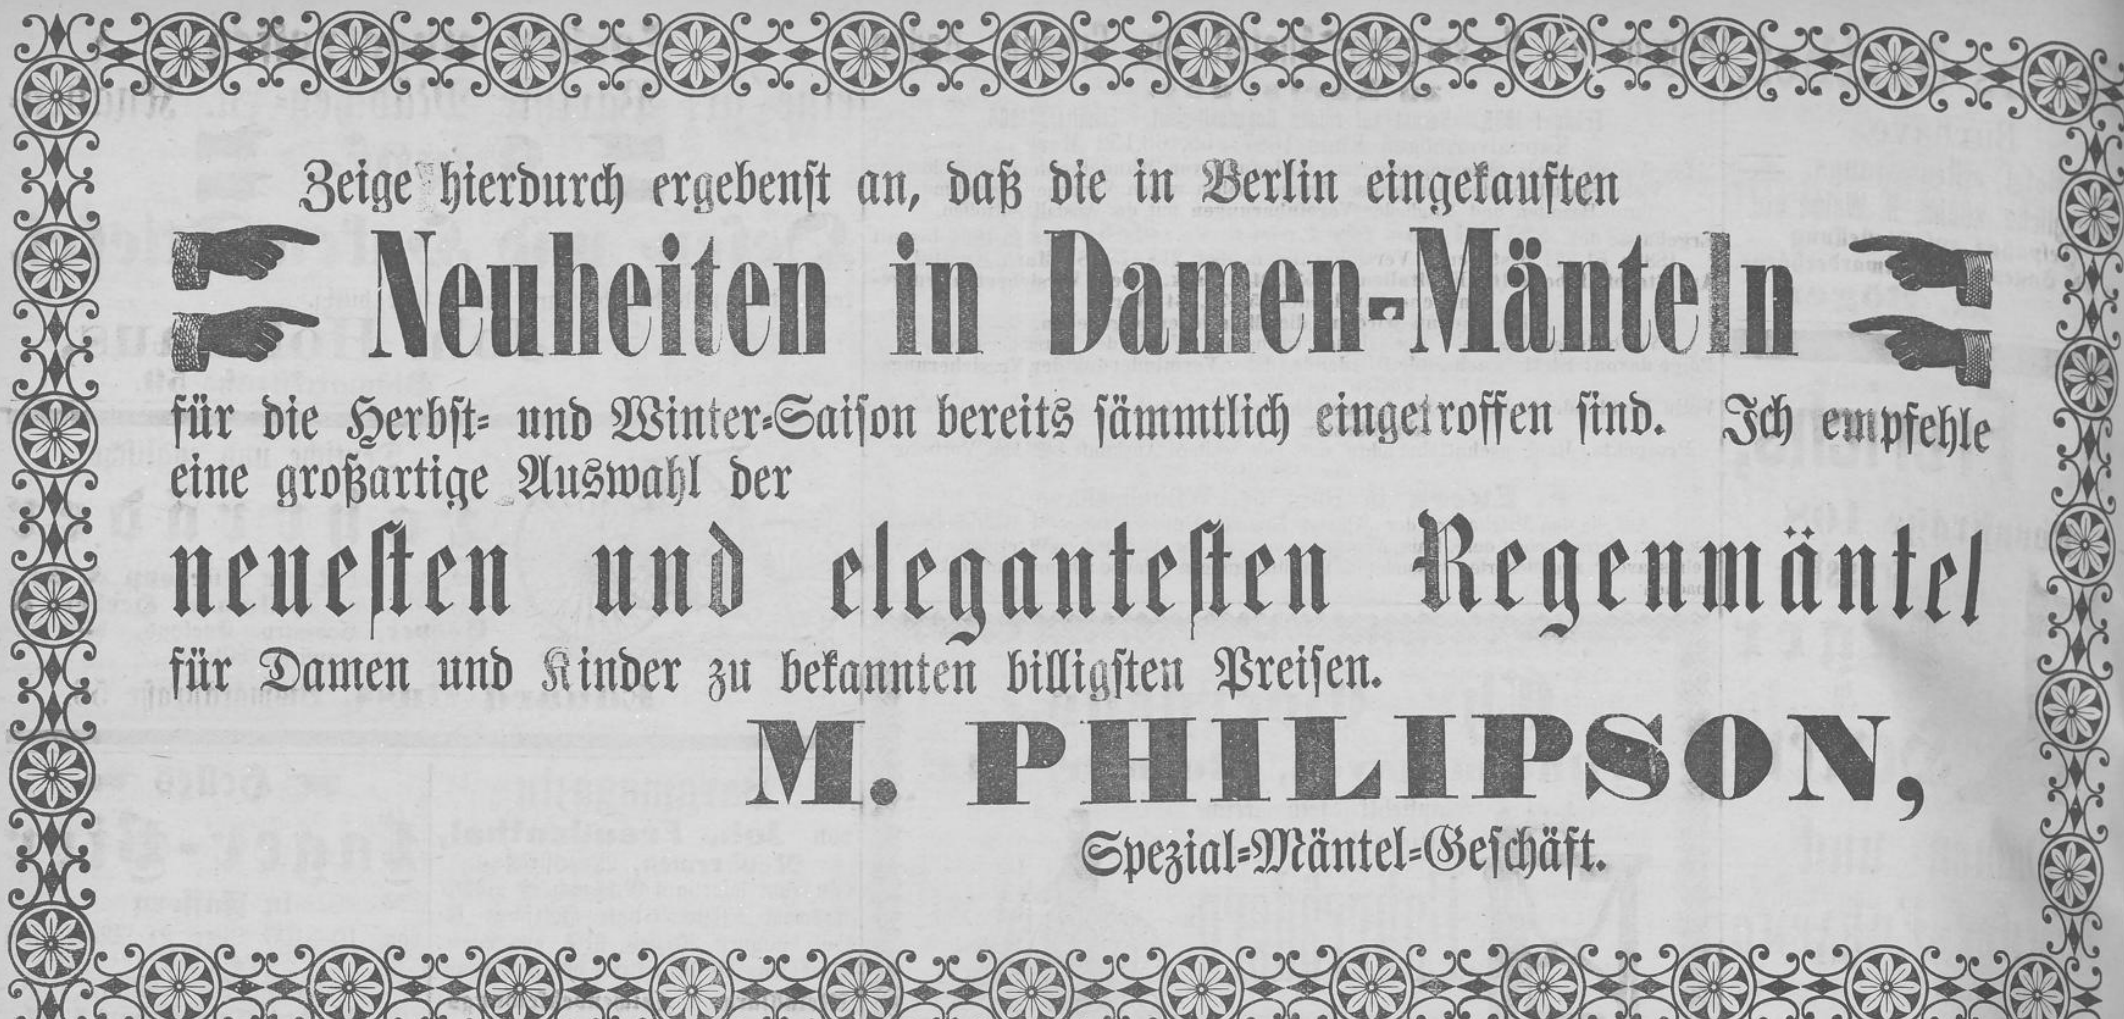 Zeige hierdurch ergebenst an, daß die in Berlin eingekauften
Neuheiten in Damen-Mänteln
für die Herbst- und Winter-Saison bereits sämmtlich eingetroffen sind. Ich empfehle
eine großartige Auswahl der
neuesten und elegantesten Regenmäntel
für Damen und Kinder zu bekannten billigsten Preisen.
M. PHILIPSON,
Spezial-Mäntel-Geschäft.